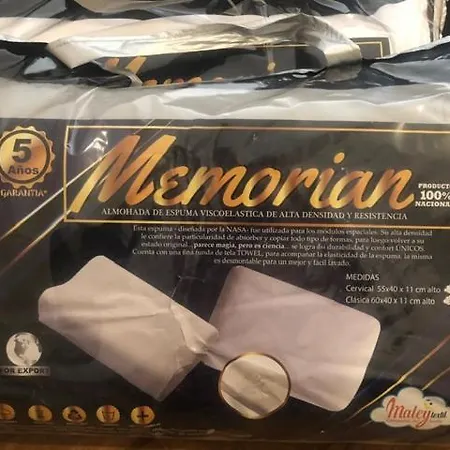 Memorian
5
Años
GARANTIA*
Memorian
PRODUCTO
100%
NACIONAL
ALMOHADA DE ESPUMA VISCOELASTICA DE ALTA DENSIDAD Y RESISTENCIA
Esta espuma - diseñada por la NASA- fue utilizada para los módulos espaciales. Su alta densidad
le confiere la particularidad de absorber y copiar todo tipo de formas, para luego volver a su
estado original... parece magia, pero es ciencia... se logra así durabilidad y confort ÚNICOS.
Cuenta con una fina funda de tela TOWEL, para acompañar la elasticidad de la espuma, la misma
es desmontable para un mejor y fácil lavado.
MEDIDAS
Cervical 55x40 x 11 cm alto
Clásica 60x40 x 11 cm alto
FOR EXPORT
Maley textil